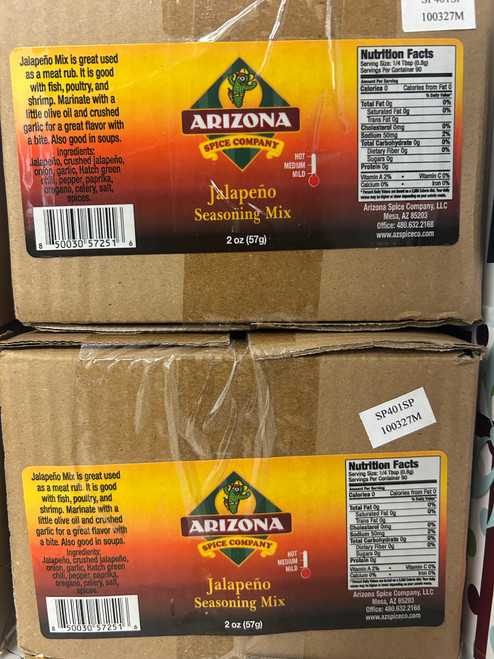 SP401SP
100327M
Jalapeño Mix is great used
as a meat rub. It is good
with fish, poultry, and
shrimp. Marinate with a
little olive oil and crushed
garlic for a great flavor with
a bite. Also good in soups.
Ingredients:
Jalapeño, crushed jalapeño,
onion, garlic, Hatch green
chili, pepper, paprika,
oregano, celery, salt,
spices.
8 50030 57251 6
ARIZONA
SPICE COMPANY
HOT
MEDIUM
MILD
Jalapeño
Seasoning Mix
2 oz (57g)
Nutrition Facts
Serving Size: 1/4 Tbsp (0.8g)
Servings Per Container 90
Amount Per Serving
Calories 0 Calories from Fat 0
% Daily Value*
Total Fat 0g 0%
Saturated Fat 0g 0%
Trans Fat 0g
Cholesterol 0mg 0%
Sodium 50mg 2%
Total Carbohydrate 0g 0%
Dietary Fiber 0g 0%
Sugars 0g
Protein 0g
Vitamin A 2% • Vitamin C 0%
Calcium 0% • Iron 0%
Arizona Spice Company, LLC
Mesa, AZ 85203
Office: 480.632.2168
www.azspiceco.com
SP401SP
100327M
Jalapeño Mix is great used
as a meat rub. It is good
with fish, poultry, and
shrimp. Marinate with a
little olive oil and crushed
garlic for a great flavor with
a bite. Also good in soups.
Ingredients:
Jalapeño, crushed jalapeño,
onion, garlic, Hatch green
chili, pepper, paprika,
oregano, celery, salt,
spices.
8 50030 57251 6
ARIZONA
SPICE COMPANY
HOT
MEDIUM
MILD
Jalapeño
Seasoning Mix
2 oz (57g)
Nutrition Facts
Serving Size: 1/4 Tbsp (0.8g)
Servings Per Container 90
Amount Per Serving
Calories 0 Calories from Fat 0
% Daily Value*
Total Fat 0g 0%
Saturated Fat 0g 0%
Trans Fat 0g
Cholesterol 0mg 0%
Sodium 50mg 2%
Total Carbohydrate 0g 0%
Dietary Fiber 0g 0%
Sugars 0g
Protein 0g
Vitamin A 2% • Vitamin C 0%
Calcium 0% • Iron 0%
Arizona Spice Company, LLC
Mesa, AZ 85203
Office: 480.632.2168
www.azspiceco.com